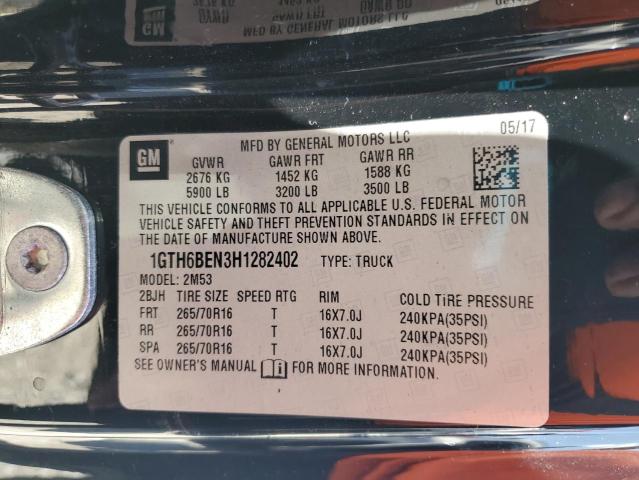 GM
MFD BY GENERAL MOTORS LLC
05/17
GVWR GAWR FRT GAWR RR
2676 KG 1452 KG 1588 KG
5900 LB 3200 LB 3500 LB
THIS VEHICLE CONFORMS TO ALL APPLICABLE U.S. FEDERAL MOTOR
VEHICLE SAFETY AND THEFT PREVENTION STANDARDS IN EFFECT ON
THE DATE OF MANUFACTURE SHOWN ABOVE.
1GTH6BEN3H1282402 TYPE: TRUCK
MODEL: 2M53
2BJH TIRE SIZE SPEED RTG RIM COLD TIRE PRESSURE
FRT 265/70R16 T 16X7.0J 240KPA(35PSI)
RR 265/70R16 T 16X7.0J 240KPA(35PSI)
SPA 265/70R16 T 16X7.0J 240KPA(35PSI)
SEE OWNER'S MANUAL FOR MORE INFORMATION.